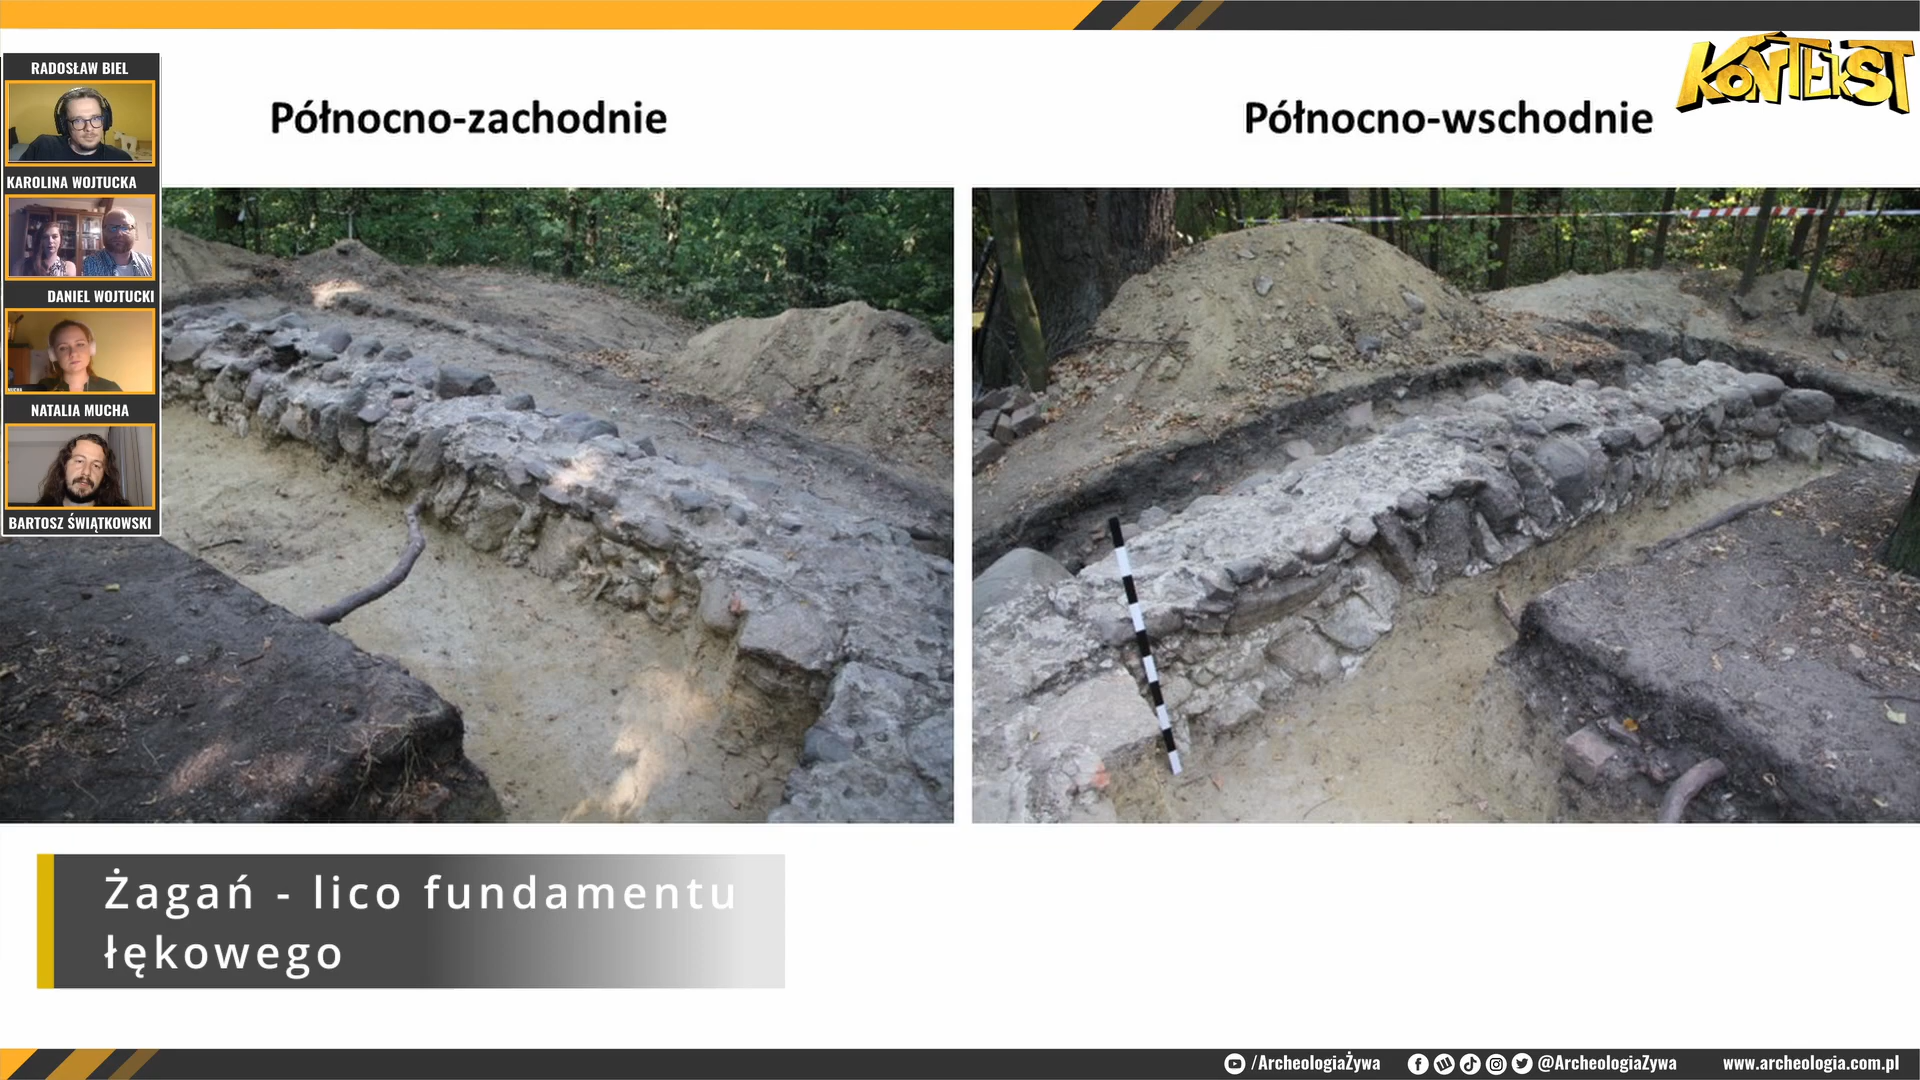 RADOSŁAW BIEL
KAROLINA WOJTUCKA
DANIEL WOJTUCKI
MUCHA
NATALIA MUCHA
BARTOSZ ŚWIĄTKOWSKI
KONTEKST
Północno-zachodnie
Północno-wschodnie
Żagań - lico fundamentu
łękowego
/ArcheologiaŻywa
@ArcheologiaZywa
www.archeologia.com.pl